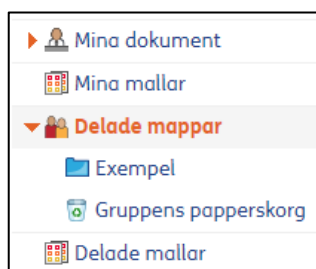 Mina dokument
Mina mallar
Delade mappar
Exempel
Gruppens papperskorg
Delade mallar